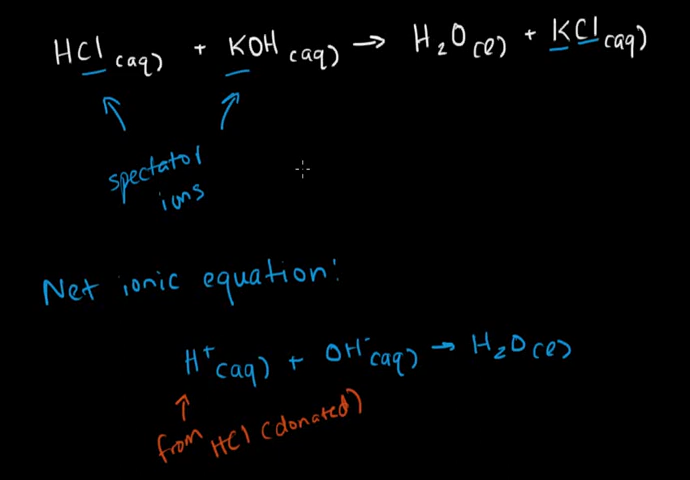 HCl (aq) + KOH (aq) → H₂O (l) + KCl (aq)
spectator
ions
Net ionic equation:
H⁺ (aq) + OH⁻ (aq) → H₂O (l)
from HCl (donated)